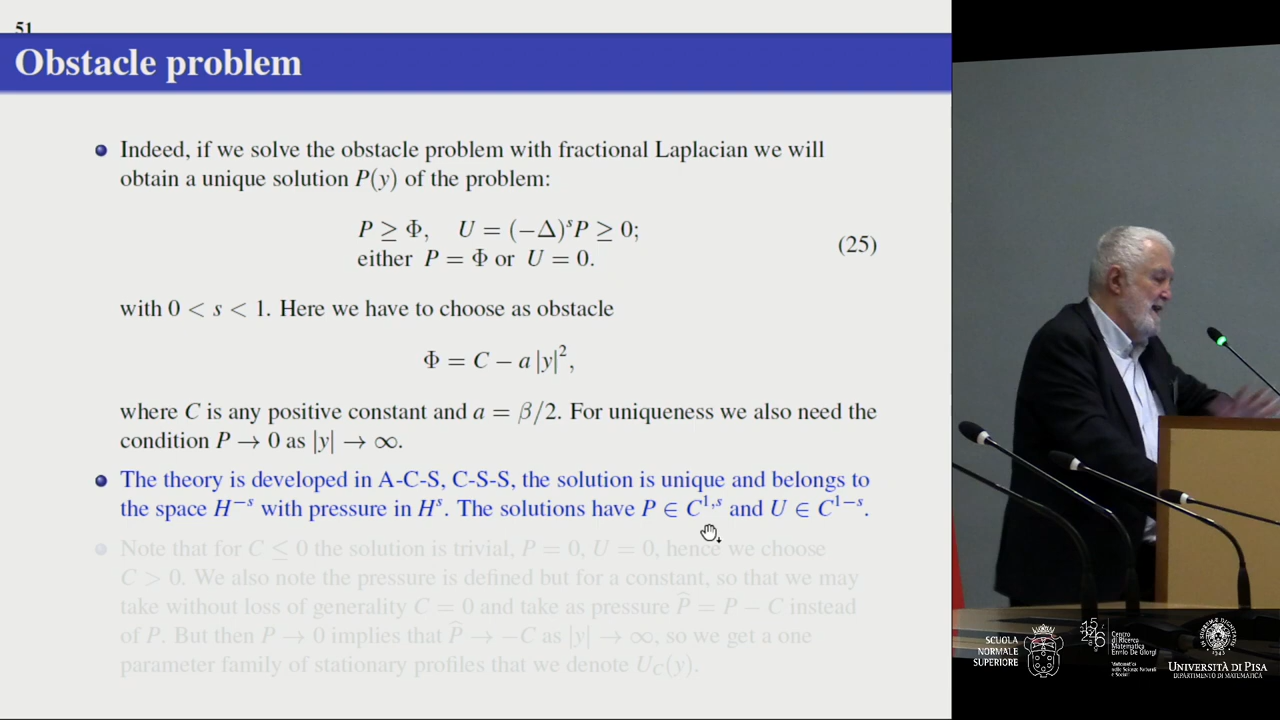 51
Obstacle problem
Indeed, if we solve the obstacle problem with fractional Laplacian we will
obtain a unique solution P(y) of the problem:
P ≥ Φ, U = (−Δ)^s P ≥ 0;
either P = Φ or U = 0.
(25)
with 0 < s < 1. Here we have to choose as obstacle
Φ = C − a |y|²,
where C is any positive constant and a = β/2. For uniqueness we also need the
condition P → 0 as |y| → ∞.
The theory is developed in A-C-S, C-S-S, the solution is unique and belongs to
the space H^{−s} with pressure in H^s. The solutions have P ∈ C^{1,s} and U ∈ C^{1−s}.
Note that for C ≤ 0 the solution is trivial, P = 0, U = 0, hence we choose
C > 0. We also note the pressure is defined but for a constant, so that we may
take without loss of generality C = 0 and take as pressure P̂ = P − C instead
of P. But then P → 0 implies that P̂ → −C as |y| → ∞, so we get a one
parameter family of stationary profiles that we denote U_C(y).
SCUOLA
NORMALE
SUPERIORE
Centro
di Ricerca
Matematica
Ennio De Giorgi
UNIVERSITÀ DI PISA
DIPARTIMENTO DI MATEMATICA